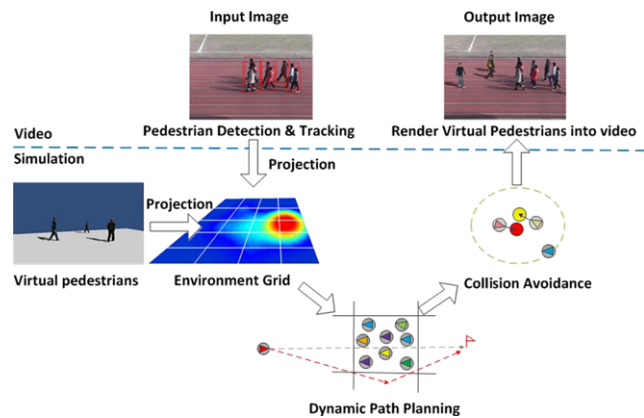 Input Image
Output Image
Pedestrian Detection & Tracking
Render Virtual Pedestrians into video
Video
Simulation
Projection
Projection
Virtual pedestrians
Environment Grid
Collision Avoidance
Dynamic Path Planning